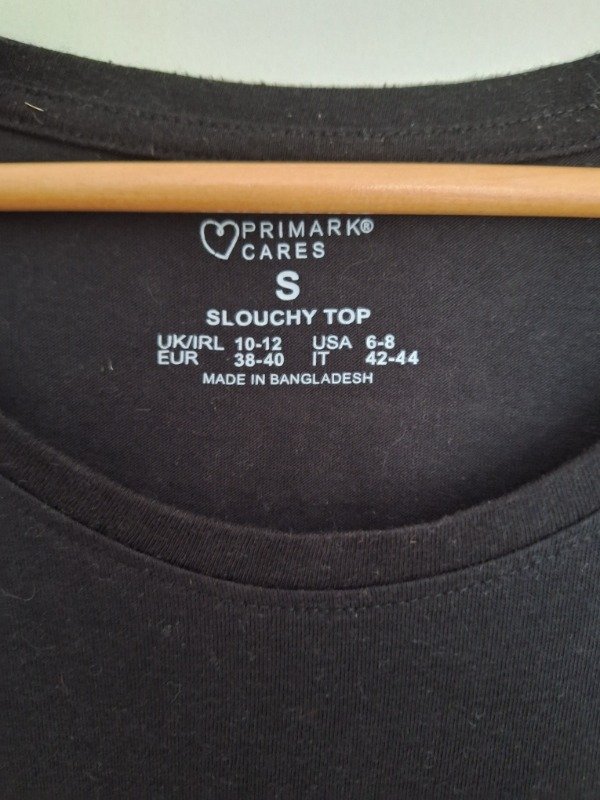 PRIMARK®
CARES
S
SLOUCHY TOP
UK/IRL 10-12 USA 6-8
EUR 38-40 IT 42-44
MADE IN BANGLADESH